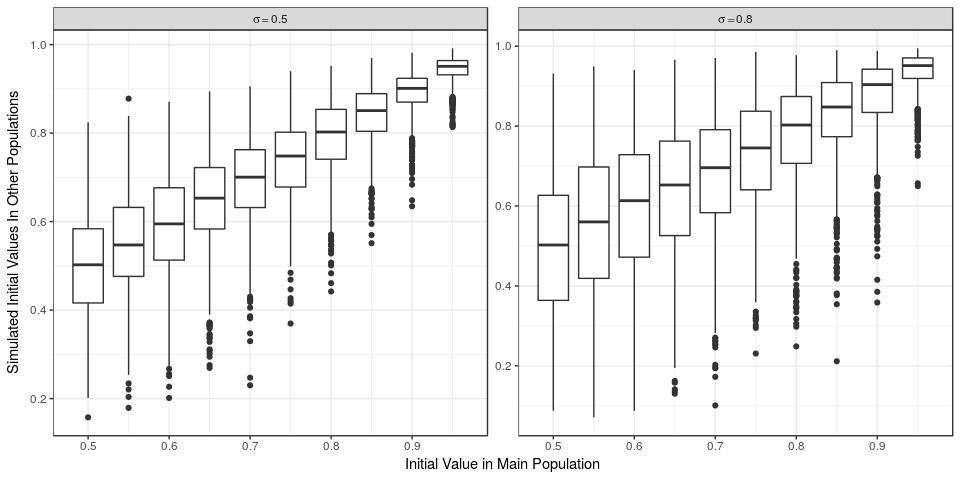 σ = 0.5
σ = 0.8
Simulated Initial Values In Other Populations
1.0
0.8
0.6
0.4
0.2
1.0
0.8
0.6
0.4
0.2
0.5 0.6 0.7 0.8 0.9
0.5 0.6 0.7 0.8 0.9
Initial Value in Main Population